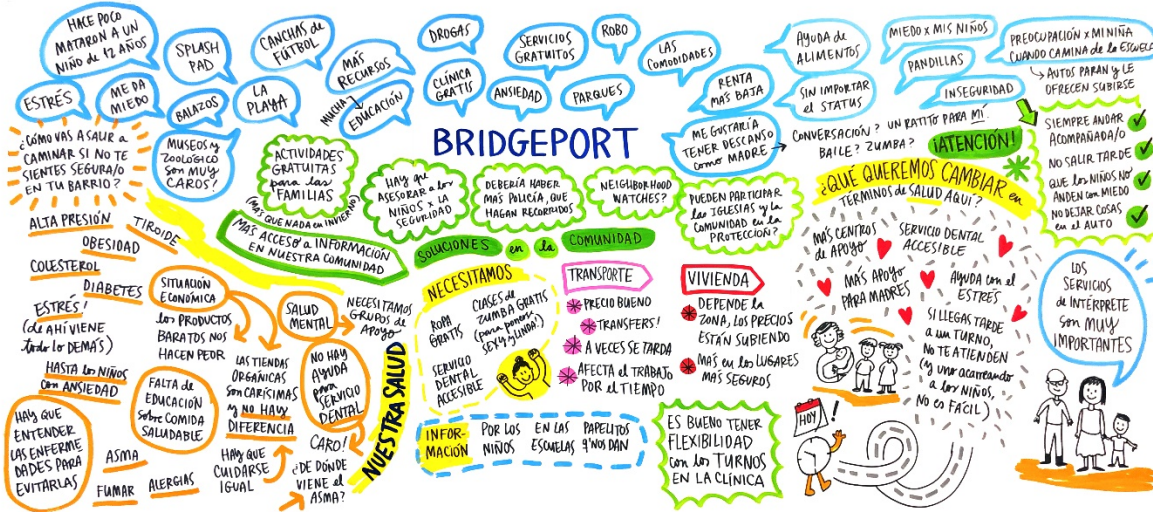 HACE POCO
MATARON A UN
NIÑO de 12 AÑOS
SPLASH
PAD
CANCHAS de
FÚTBOL
MÁS
RECURSOS
ESTRÉS
ME DA
MIEDO
BALAZOS
LA
PLAYA
MUCHA
EDUCACIÓN
DROGAS
SERVICIOS
GRATUITOS
ROBO
LAS
COMODIDADES
CLÍNICA
GRATIS
ANSIEDAD
PARQUES
RENTA
MÁS BAJA
AYUDA de
ALIMENTOS
SIN IMPORTAR
el STATUS
MIEDO x MIS NIÑOS
PANDILLAS
INSEGURIDAD
PREOCUPACIÓN x MI NIÑA
CUANDO CAMINA de la ESCUELA
AUTOS PARAN y LE
OFRECEN SUBIRSE
BRIDGEPORT
ME GUSTARÍA
TENER DESCANSO
como MADRE
CONVERSACIÓN? UN RATITO PARA MÍ.
BAILE? ZUMBA?
¡ATENCIÓN!
SIEMPRE ANDAR
ACOMPAÑADA/O
NO SALIR TARDE
QUE los NIÑOS NO
ANDEN con MIEDO
NO DEJAR COSAS
en el AUTO
¿CÓMO VAS A SALIR a
CAMINAR SI NO TE
SIENTES SEGURA/O
EN TU BARRIO?
MUSEOS y
ZOOLÓGICO
SON MUY
CAROS!
ACTIVIDADES
GRATUITAS
para las
FAMILIAS
(MÁS QUE NADA en INVIERNO)
MÁS ACCESO a INFORMACIÓN
EN NUESTRA COMUNIDAD
HAY que
ASESORAR a los
NIÑOS x LA
SEGURIDAD
DEBERÍA HABER
MÁS POLICÍA, QUE
HAGAN RECORRIDOS
NEIGHBORHOOD
WATCHES?
PUEDEN PARTICIPAR
las IGLESIAS y la
COMUNIDAD en la
PROTECCIÓN?
SOLUCIONES en la COMUNIDAD
NUESTRA SALUD
ALTA PRESIÓN
TIROIDE
OBESIDAD
COLESTEROL
DIABETES
ESTRÉS!
(de AHÍ VIENE
todo lo DEMÁS)
HASTA los NIÑOS
con ANSIEDAD
HAY QUE
ENTENDER
LAS ENFERME
DADES PARA
EVITARLAS
ASMA
FUMAR
ALERGIAS
SITUACIÓN
ECONÓMICA
los PRODUCTOS
BARATOS NOS
HACEN PEOR
FALTA de
EDUCACIÓN
sobre COMIDA
SALUDABLE
LAS TIENDAS
ORGÁNICAS
son CARÍSIMAS
y NO HAY
DIFERENCIA
HAY QUE
CUIDARSE
IGUAL
SALUD
MENTAL
NECESITAMOS
GRUPOS de
APOYO
NO HAY
AYUDA
para
SERVICIO
DENTAL
CARO!
¿DE DÓNDE
VIENE el
ASMA?
NECESITAMOS
ROPA
GRATIS
CLASES de
ZUMBA GRATIS
(para ponerse
SEXY y LINDA!)
SERVICIO
DENTAL
ACCESIBLE
TRANSPORTE
PRECIO BUENO
TRANSFERS!
A VECES SE TARDA
AFECTA el TRABAJO
POR el TIEMPO
VIVIENDA
DEPENDE la
ZONA, LOS PRECIOS
ESTÁN SUBIENDO
MÁS en los LUGARES
MÁS SEGUROS
INFOR-
MACIÓN
POR LOS
NIÑOS
EN LAS
ESCUELAS
PAPELITOS
q' NOS DAN
ES BUENO TENER
FLEXIBILIDAD
con los TURNOS
EN LA CLÍNICA
¿QUÉ QUEREMOS CAMBIAR en
TERMINOS de SALUD AQUÍ?
MÁS CENTROS
de APOYO
SERVICIO DENTAL
ACCESIBLE
MÁS APOYO
PARA MADRES
AYUDA con el
ESTRÉS
SI LLEGAS TARDE
a un TURNO,
NO TE ATIENDEN
(y uno acarreando
a los NIÑOS,
NO es FÁCIL)
HOY
!
LOS
SERVICIOS
de INTÉRPRETE
son MUY
IMPORTANTES